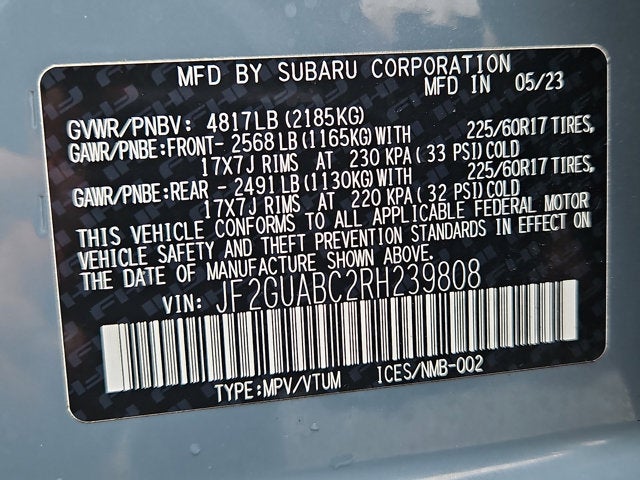 MFD BY SUBARU CORPORATION
MFD IN 05/23
GVWR/PNBV: 4817LB (2185KG)
GAWR/PNBE:FRONT- 2568 LB (1165KG) WITH 225/60R17 TIRES,
17X7J RIMS AT 230 KPA (33 PSI) COLD
GAWR/PNBE:REAR - 2491 LB (1130KG) WITH 225/60R17 TIRES,
17X7J RIMS AT 220 KPA (32 PSI) COLD
THIS VEHICLE CONFORMS TO ALL APPLICABLE FEDERAL MOTOR
VEHICLE SAFETY AND THEFT PREVENTION STANDARDS IN EFFECT ON
THE DATE OF MANUFACTURE SHOWN ABOVE.
VIN: JF2GUABC2RH239808
TYPE:MPV/VTUM ICES/NMB-002